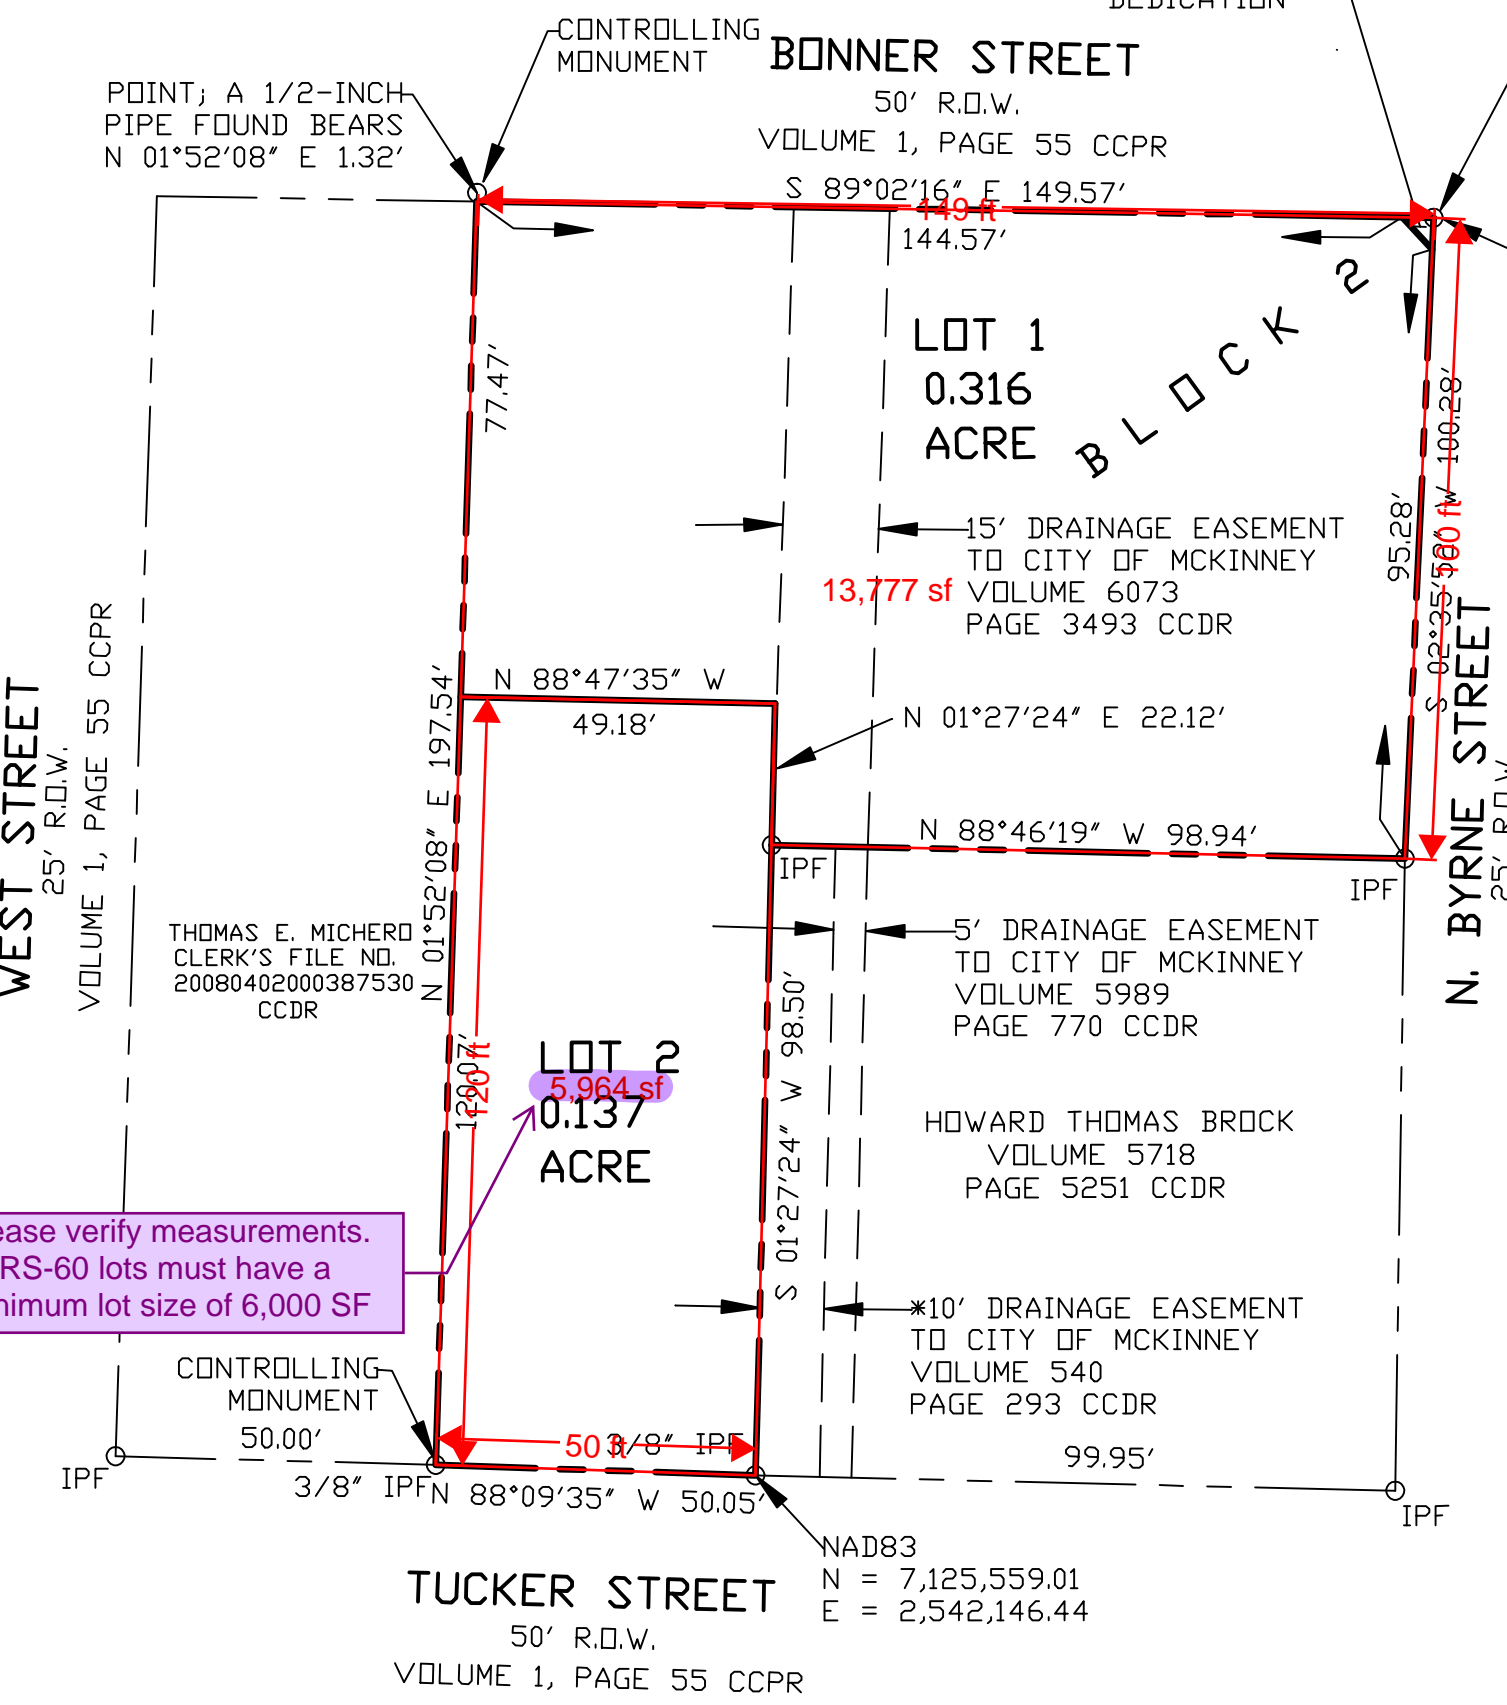 DEDICATION
CONTROLLING
MONUMENT
BONNER STREET
50' R.O.W.
VOLUME 1, PAGE 55 CCPR
POINT; A 1/2-INCH
PIPE FOUND BEARS
N 01°52'08" E 1.32'
S 89°02'16" E 149.57'
149 ft
144.57'
BLOCK 2
LOT 1
0.316
ACRE
77.47'
S 02°35'58" W 100.28'
100 ft
95.28'
15' DRAINAGE EASEMENT
TO CITY OF MCKINNEY
VOLUME 6073
PAGE 3493 CCDR
13,777 sf
WEST STREET
25' R.O.W.
VOLUME 1, PAGE 55 CCPR
N. BYRNE STREET
25' R.O.W.
N 88°47'35" W
49.18'
N 01°27'24" E 22.12'
N 01°52'08" E 197.54'
N 88°46'19" W 98.94'
IPF
IPF
THOMAS E. MICHERO
CLERK'S FILE NO.
20080402000387530
CCDR
5' DRAINAGE EASEMENT
TO CITY OF MCKINNEY
VOLUME 5989
PAGE 770 CCDR
120.07'
120 ft
LOT 2
5,964 sf
0.137
ACRE
S 01°27'24" W 98.50'
HOWARD THOMAS BROCK
VOLUME 5718
PAGE 5251 CCDR
ease verify measurements.
RS-60 lots must have a
nimum lot size of 6,000 SF
*10' DRAINAGE EASEMENT
TO CITY OF MCKINNEY
VOLUME 540
PAGE 293 CCDR
CONTROLLING
MONUMENT
50.00'
IPF
3/8" IPF
50 ft
3/8" IPF
N 88°09'35" W 50.05'
99.95'
IPF
NAD83
N = 7,125,559.01
E = 2,542,146.44
TUCKER STREET
50' R.O.W.
VOLUME 1, PAGE 55 CCPR